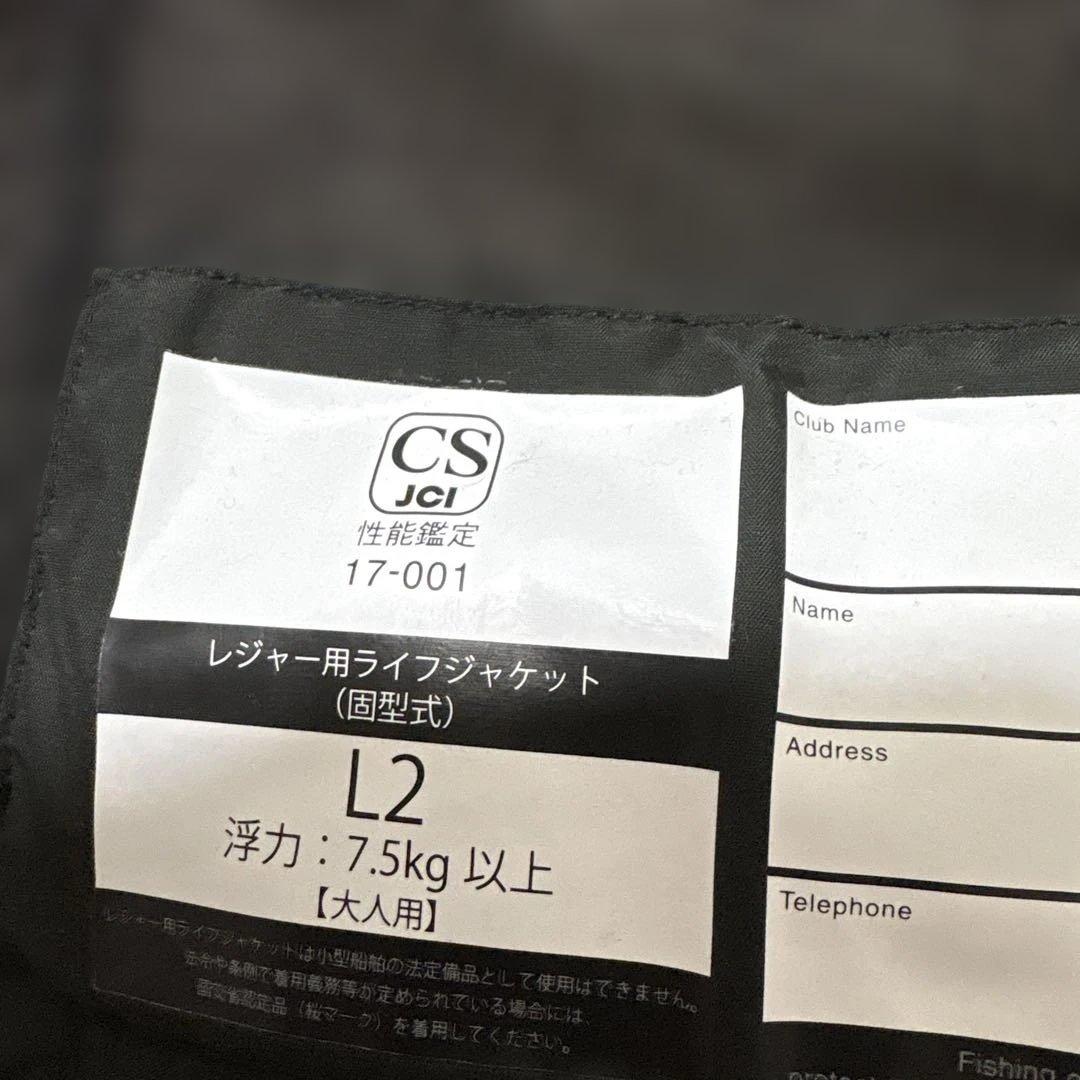 CS
JCI
性能鑑定
17-001
レジャー用ライフジャケット
（固型式）
L2
浮力：7.5kg 以上
【大人用】
レジャー用ライフジャケットは小型船舶の法定備品として使用はできません。
法令や条例で着用義務等が定められている場合には、
国交省認定品（桜マーク）を着用してください。
Club Name
Name
Address
Telephone
Fishing